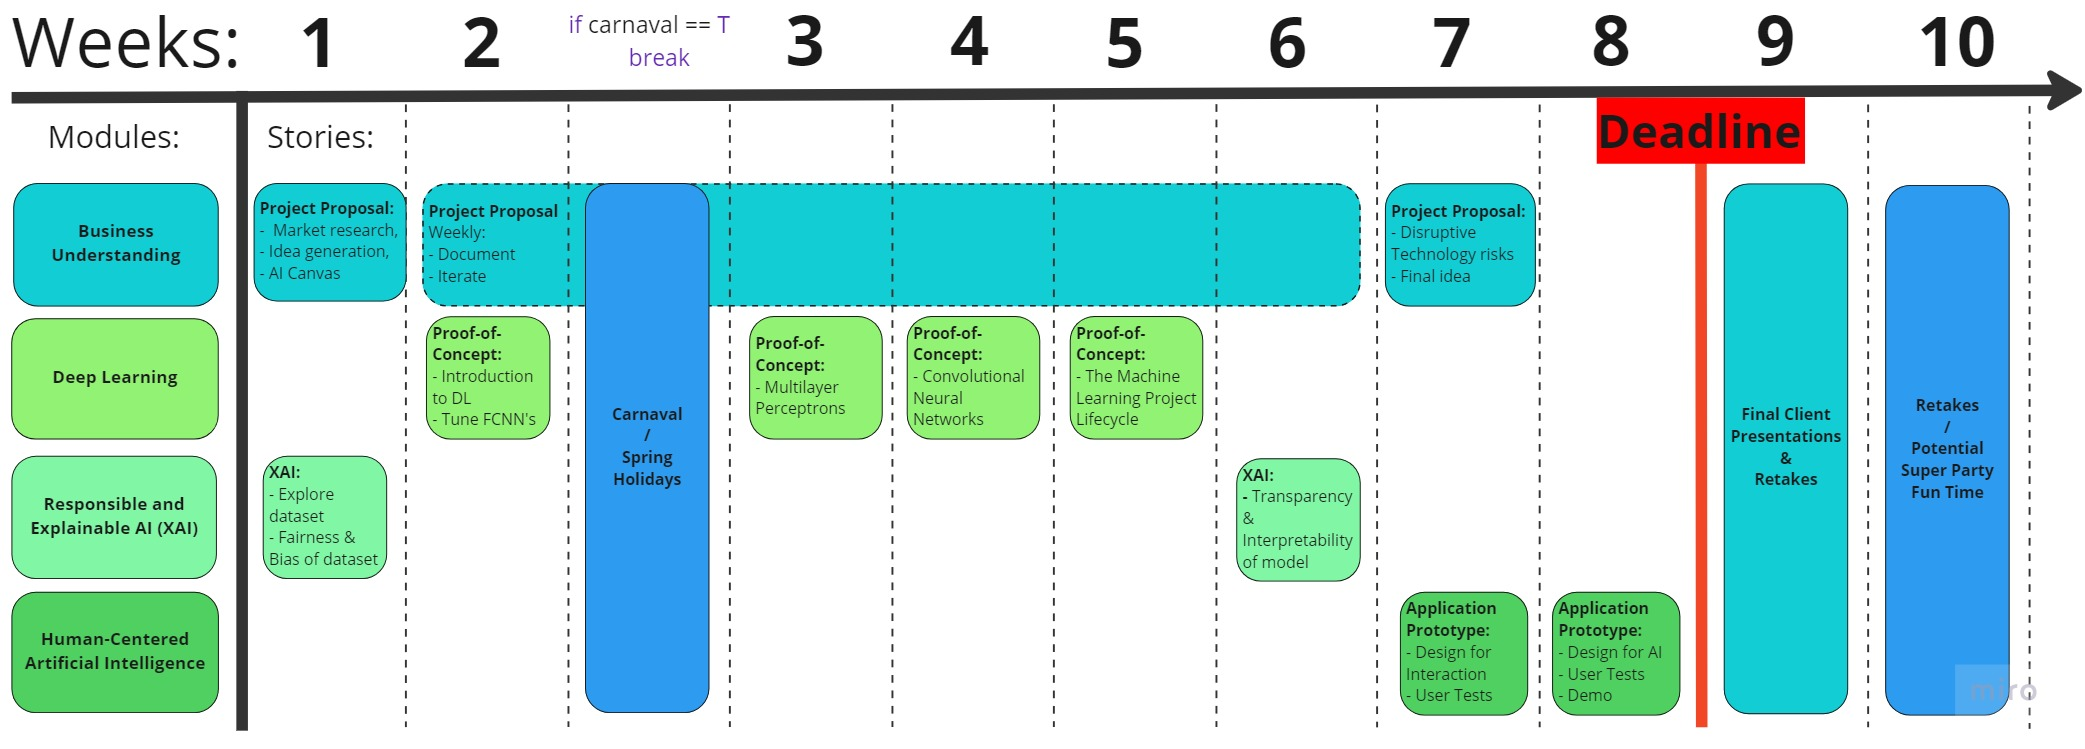 Weeks: 1 2 if carnaval == T 3 4 5 6 7 8 9 10
break
Modules:
Stories:
Deadline
Business
Understanding
Project Proposal:
- Market research,
- Idea generation,
- AI Canvas
Project Proposal
Weekly:
- Document
- Iterate
Project Proposal:
- Disruptive
Technology risks
- Final idea
Deep Learning
Proof-of-
Concept:
- Introduction
to DL
- Tune FCNN's
Carnaval
/
Spring
Holidays
Proof-of-
Concept:
- Multilayer
Perceptrons
Proof-of-
Concept:
- Convolutional
Neural
Networks
Proof-of-
Concept:
- The Machine
Learning Project
Lifecycle
Final Client
Presentations
&
Retakes
Retakes
/
Potential
Super Party
Fun Time
Responsible and
Explainable AI (XAI)
XAI:
- Explore
dataset
- Fairness &
Bias of dataset
XAI:
- Transparency
&
Interpretability
of model
Human-Centered
Artificial Intelligence
Application
Prototype:
- Design for
Interaction
- User Tests
Application
Prototype:
- Design for AI
- User Tests
- Demo
miro